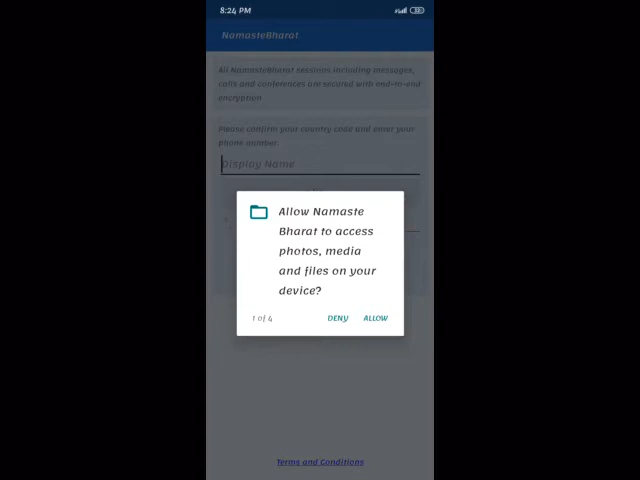 8:24 PM
NamasteBharat
All NamasteBharat sessions including messages,
calls and conferences are secured with end-to-end
encryption
Please confirm your country code and enter your
phone number.
Display Name
Allow Namaste
Bharat to access
photos, media
and files on your
device?
1 of 4
DENY
ALLOW
Terms and Conditions